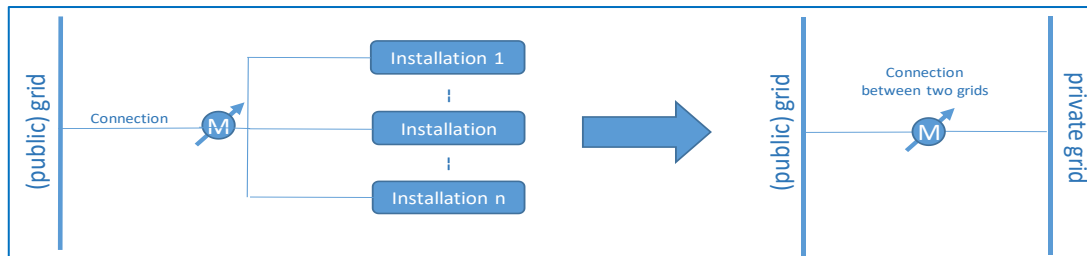 (public) grid
Connection
M
Installation 1
Installation
Installation n
(public) grid
Connection
between two grids
M
private grid